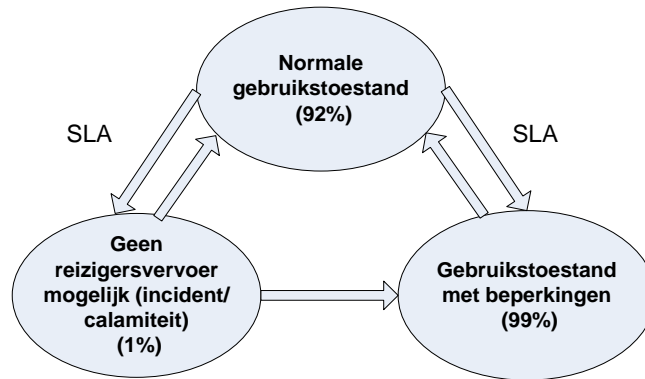 Normale
gebruikstoestand
(92%)
SLA
SLA
Geen
reizigersvervoer
mogelijk (incident/
calamiteit)
(1%)
Gebruikstoestand
met beperkingen
(99%)